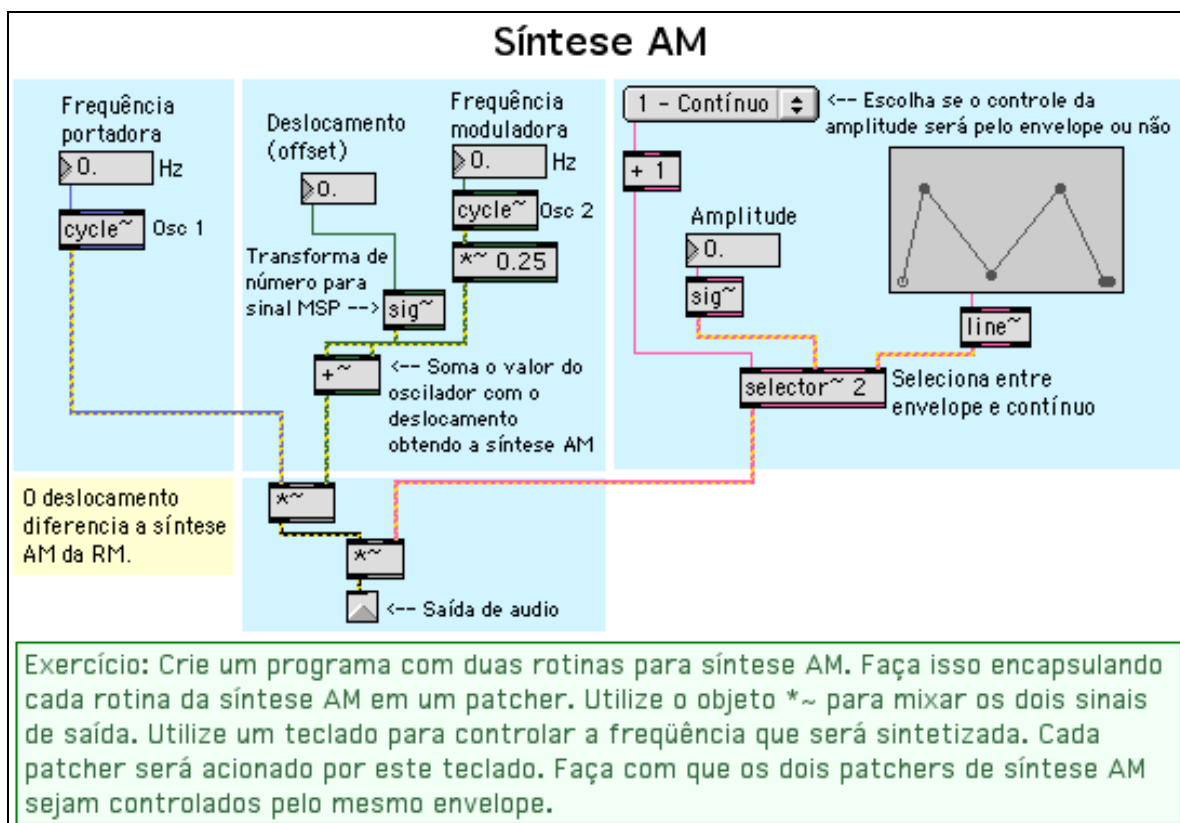 Síntese AM
Frequência
portadora
0.
Hz
cycle~
Osc 1
Deslocamento
(offset)
0.
Frequência
moduladora
0.
Hz
cycle~
Osc 2
*~ 0.25
Transforma de
número para
sinal MSP -->
sig~
+~
<-- Soma o valor do
oscilador com o
deslocamento
obtendo a síntese AM
1 - Contínuo
<-- Escolha se o controle da
amplitude será pelo envelope ou não
+ 1
Amplitude
0.
sig~
line~
selector~ 2
Seleciona entre
envelope e contínuo
O deslocamento
diferencia a síntese
AM da RM.
*~
*~
<-- Saída de audio
Exercício: Crie um programa com duas rotinas para síntese AM. Faça isso encapsulando
cada rotina da síntese AM em um patcher. Utilize o objeto *~ para mixar os dois sinais
de saída. Utilize um teclado para controlar a freqüência que será sintetizada. Cada
patcher será acionado por este teclado. Faça com que os dois patchers de síntese AM
sejam controlados pelo mesmo envelope.